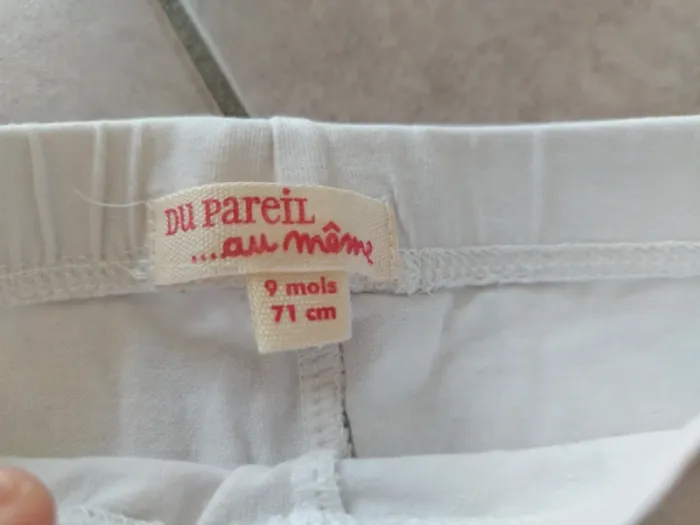 DU PareiL
...au même
9 mois
71 cm